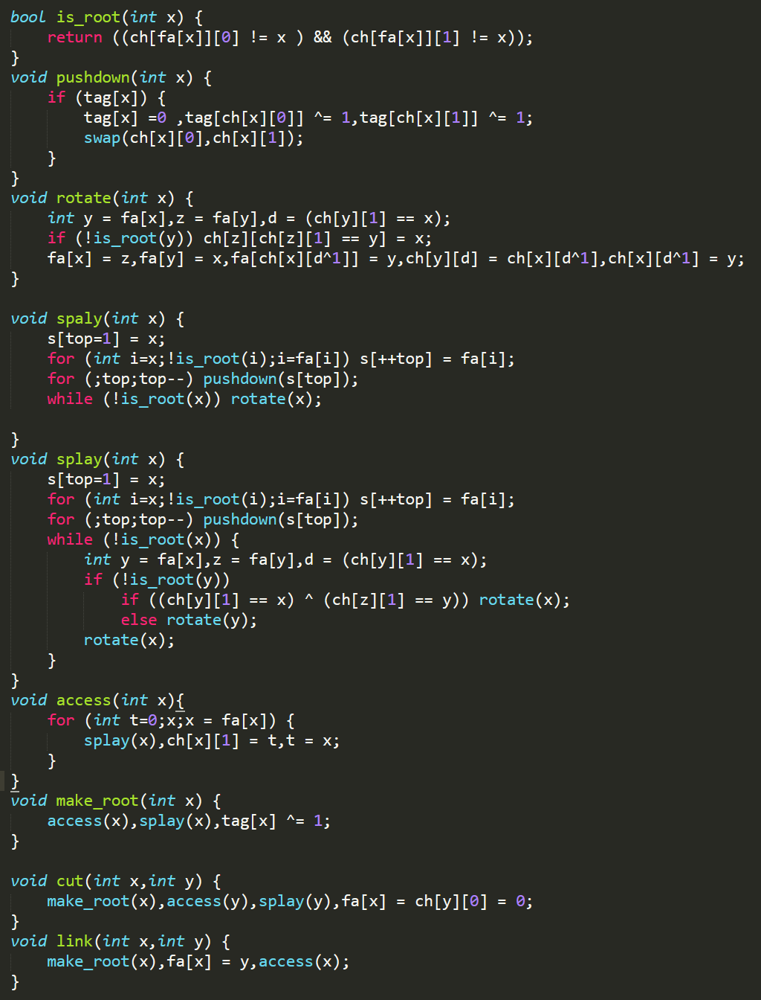 bool is_root(int x) {
    return ((ch[fa[x]][0] != x ) && (ch[fa[x]][1] != x));
}
void pushdown(int x) {
    if (tag[x]) {
        tag[x] =0 ,tag[ch[x][0]] ^= 1,tag[ch[x][1]] ^= 1;
        swap(ch[x][0],ch[x][1]);
    }
}
void rotate(int x) {
    int y = fa[x],z = fa[y],d = (ch[y][1] == x);
    if (!is_root(y)) ch[z][ch[z][1] == y] = x;
    fa[x] = z,fa[y] = x,fa[ch[x][d^1]] = y,ch[y][d] = ch[x][d^1],ch[x][d^1] = y;
}

void spaly(int x) {
    s[top=1] = x;
    for (int i=x;!is_root(i);i=fa[i]) s[++top] = fa[i];
    for (;top;top--) pushdown(s[top]);
    while (!is_root(x)) rotate(x);

}
void splay(int x) {
    s[top=1] = x;
    for (int i=x;!is_root(i);i=fa[i]) s[++top] = fa[i];
    for (;top;top--) pushdown(s[top]);
    while (!is_root(x)) {
        int y = fa[x],z = fa[y],d = (ch[y][1] == x);
        if (!is_root(y))
            if ((ch[y][1] == x) ^ (ch[z][1] == y)) rotate(x);
            else rotate(y);
        rotate(x);
    }
}
void access(int x){
    for (int t=0;x;x = fa[x]) {
        splay(x),ch[x][1] = t,t = x;
    }
}
void make_root(int x) {
    access(x),splay(x),tag[x] ^= 1;
}

void cut(int x,int y) {
    make_root(x),access(y),splay(y),fa[x] = ch[y][0] = 0;
}
void link(int x,int y) {
    make_root(x),fa[x] = y,access(x);
}